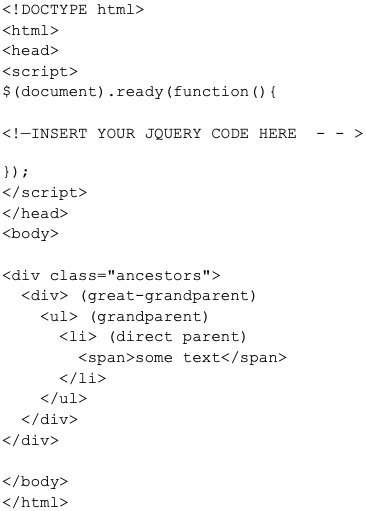 <!DOCTYPE html>
<html>
<head>
<script>
$(document).ready(function(){
<!—INSERT YOUR JQUERY CODE HERE  - - >
});
</script>
</head>
<body>
<div class="ancestors">
  <div> (great-grandparent)
    <ul> (grandparent)
      <li> (direct parent)
        <span>some text</span>
      </li>
    </ul>
  </div>
</div>
</body>
</html>